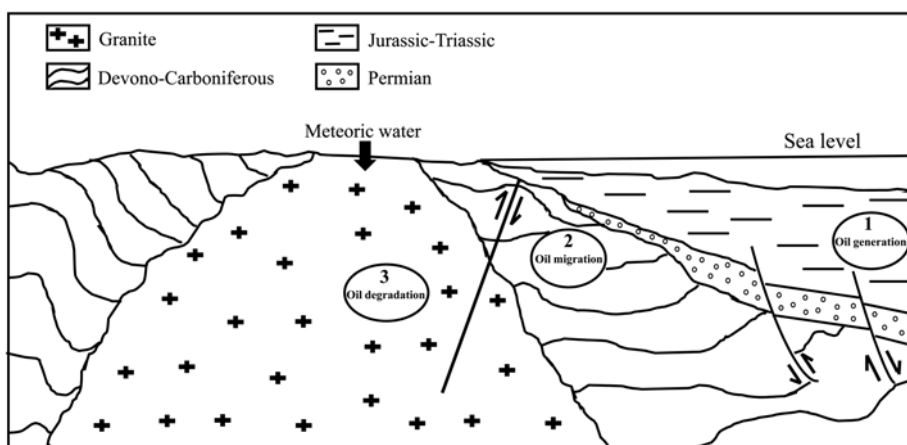 Granite
Jurassic-Triassic
Devono-Carboniferous
Permian
Meteoric water
Sea level
1
Oil generation
2
Oil migration
3
Oil degradation